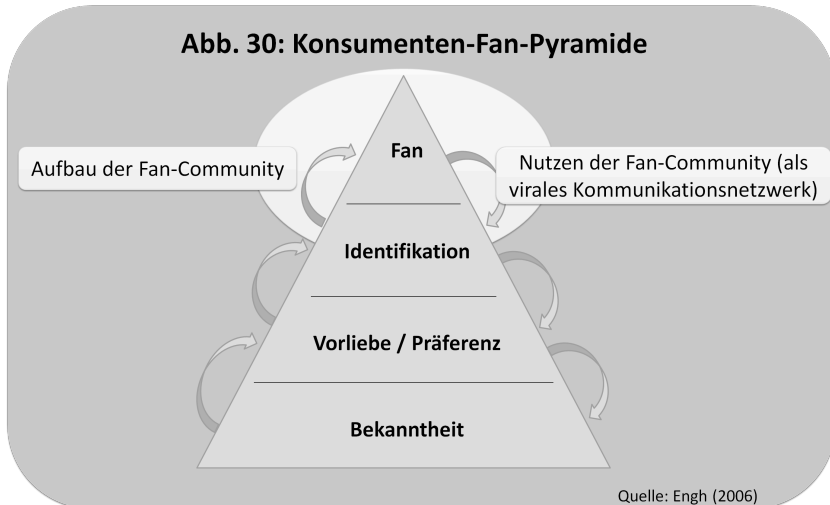 Abb. 30: Konsumenten-Fan-Pyramide
Fan
Aufbau der Fan-Community
Nutzen der Fan-Community (als
virales Kommunikationsnetzwerk)
Identifikation
Vorliebe / Präferenz
Bekanntheit
Quelle: Engh (2006)